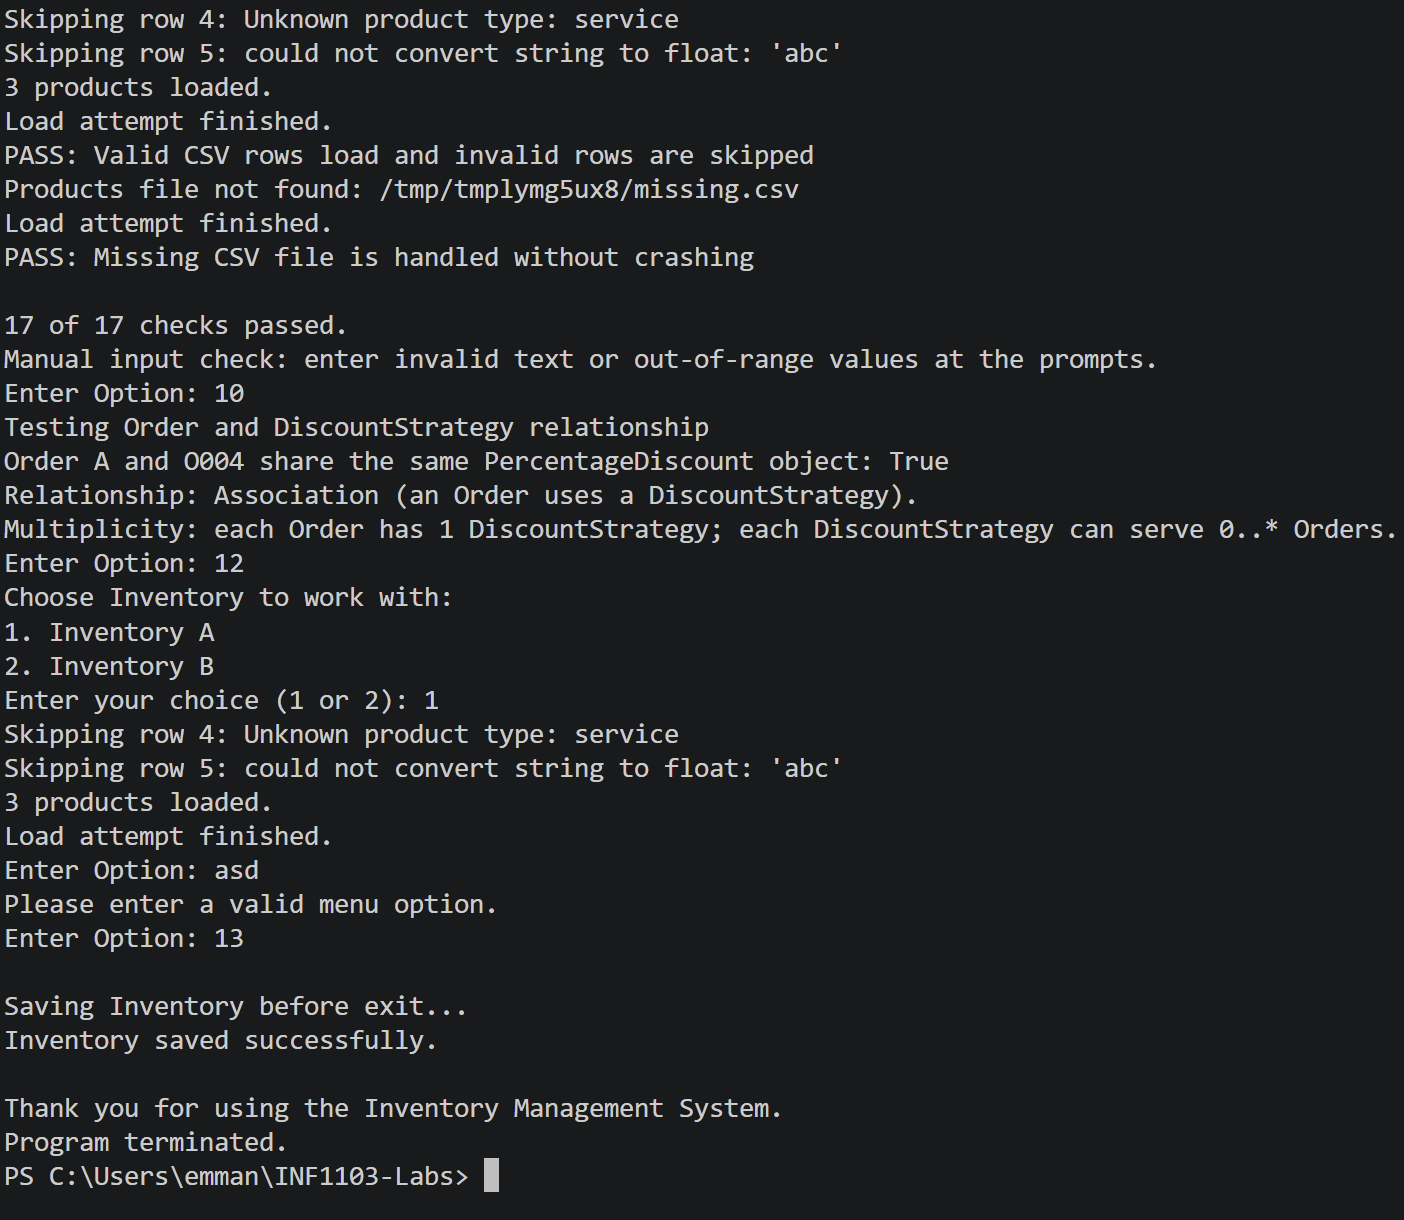 Skipping row 4: Unknown product type: service
Skipping row 5: could not convert string to float: 'abc'
3 products loaded.
Load attempt finished.
PASS: Valid CSV rows load and invalid rows are skipped
Products file not found: /tmp/tmplymg5ux8/missing.csv
Load attempt finished.
PASS: Missing CSV file is handled without crashing

17 of 17 checks passed.
Manual input check: enter invalid text or out-of-range values at the prompts.
Enter Option: 10
Testing Order and DiscountStrategy relationship
Order A and O004 share the same PercentageDiscount object: True
Relationship: Association (an Order uses a DiscountStrategy).
Multiplicity: each Order has 1 DiscountStrategy; each DiscountStrategy can serve 0..* Orders.
Enter Option: 12
Choose Inventory to work with:
1. Inventory A
2. Inventory B
Enter your choice (1 or 2): 1
Skipping row 4: Unknown product type: service
Skipping row 5: could not convert string to float: 'abc'
3 products loaded.
Load attempt finished.
Enter Option: asd
Please enter a valid menu option.
Enter Option: 13

Saving Inventory before exit...
Inventory saved successfully.

Thank you for using the Inventory Management System.
Program terminated.
PS C:\Users\emman\INF1103-Labs>